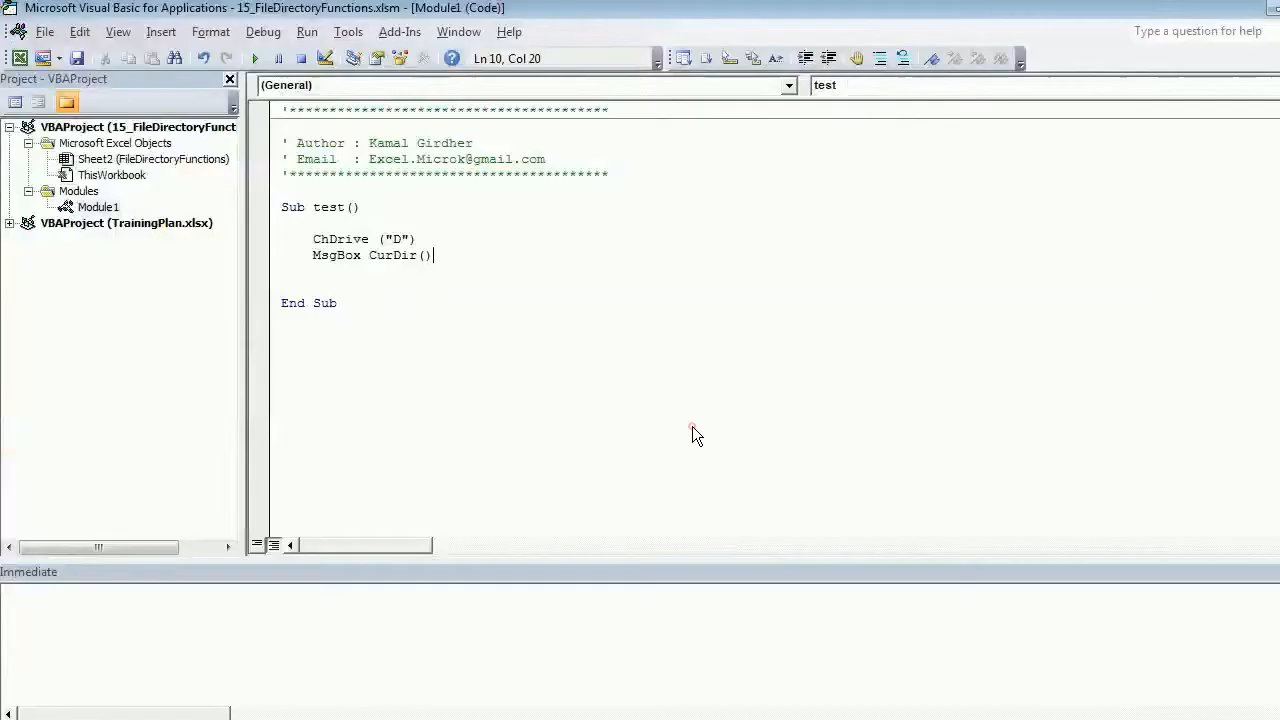 Microsoft Visual Basic for Applications - 15_FileDirectoryFunctions.xlsm - [Module1 (Code)]
File Edit View Insert Format Debug Run Tools Add-Ins Window Help
Type a question for help
Ln 10, Col 20
Project - VBAProject
(General)
test
VBAProject (15_FileDirectoryFunct
Microsoft Excel Objects
Sheet2 (FileDirectoryFunctions)
ThisWorkbook
Modules
Module1
VBAProject (TrainingPlan.xlsx)
'****************************************
' Author : Kamal Girdher
' Email  : Excel.Microk@gmail.com
'****************************************
Sub test()
ChDrive ("D")
MsgBox CurDir()
End Sub
Immediate